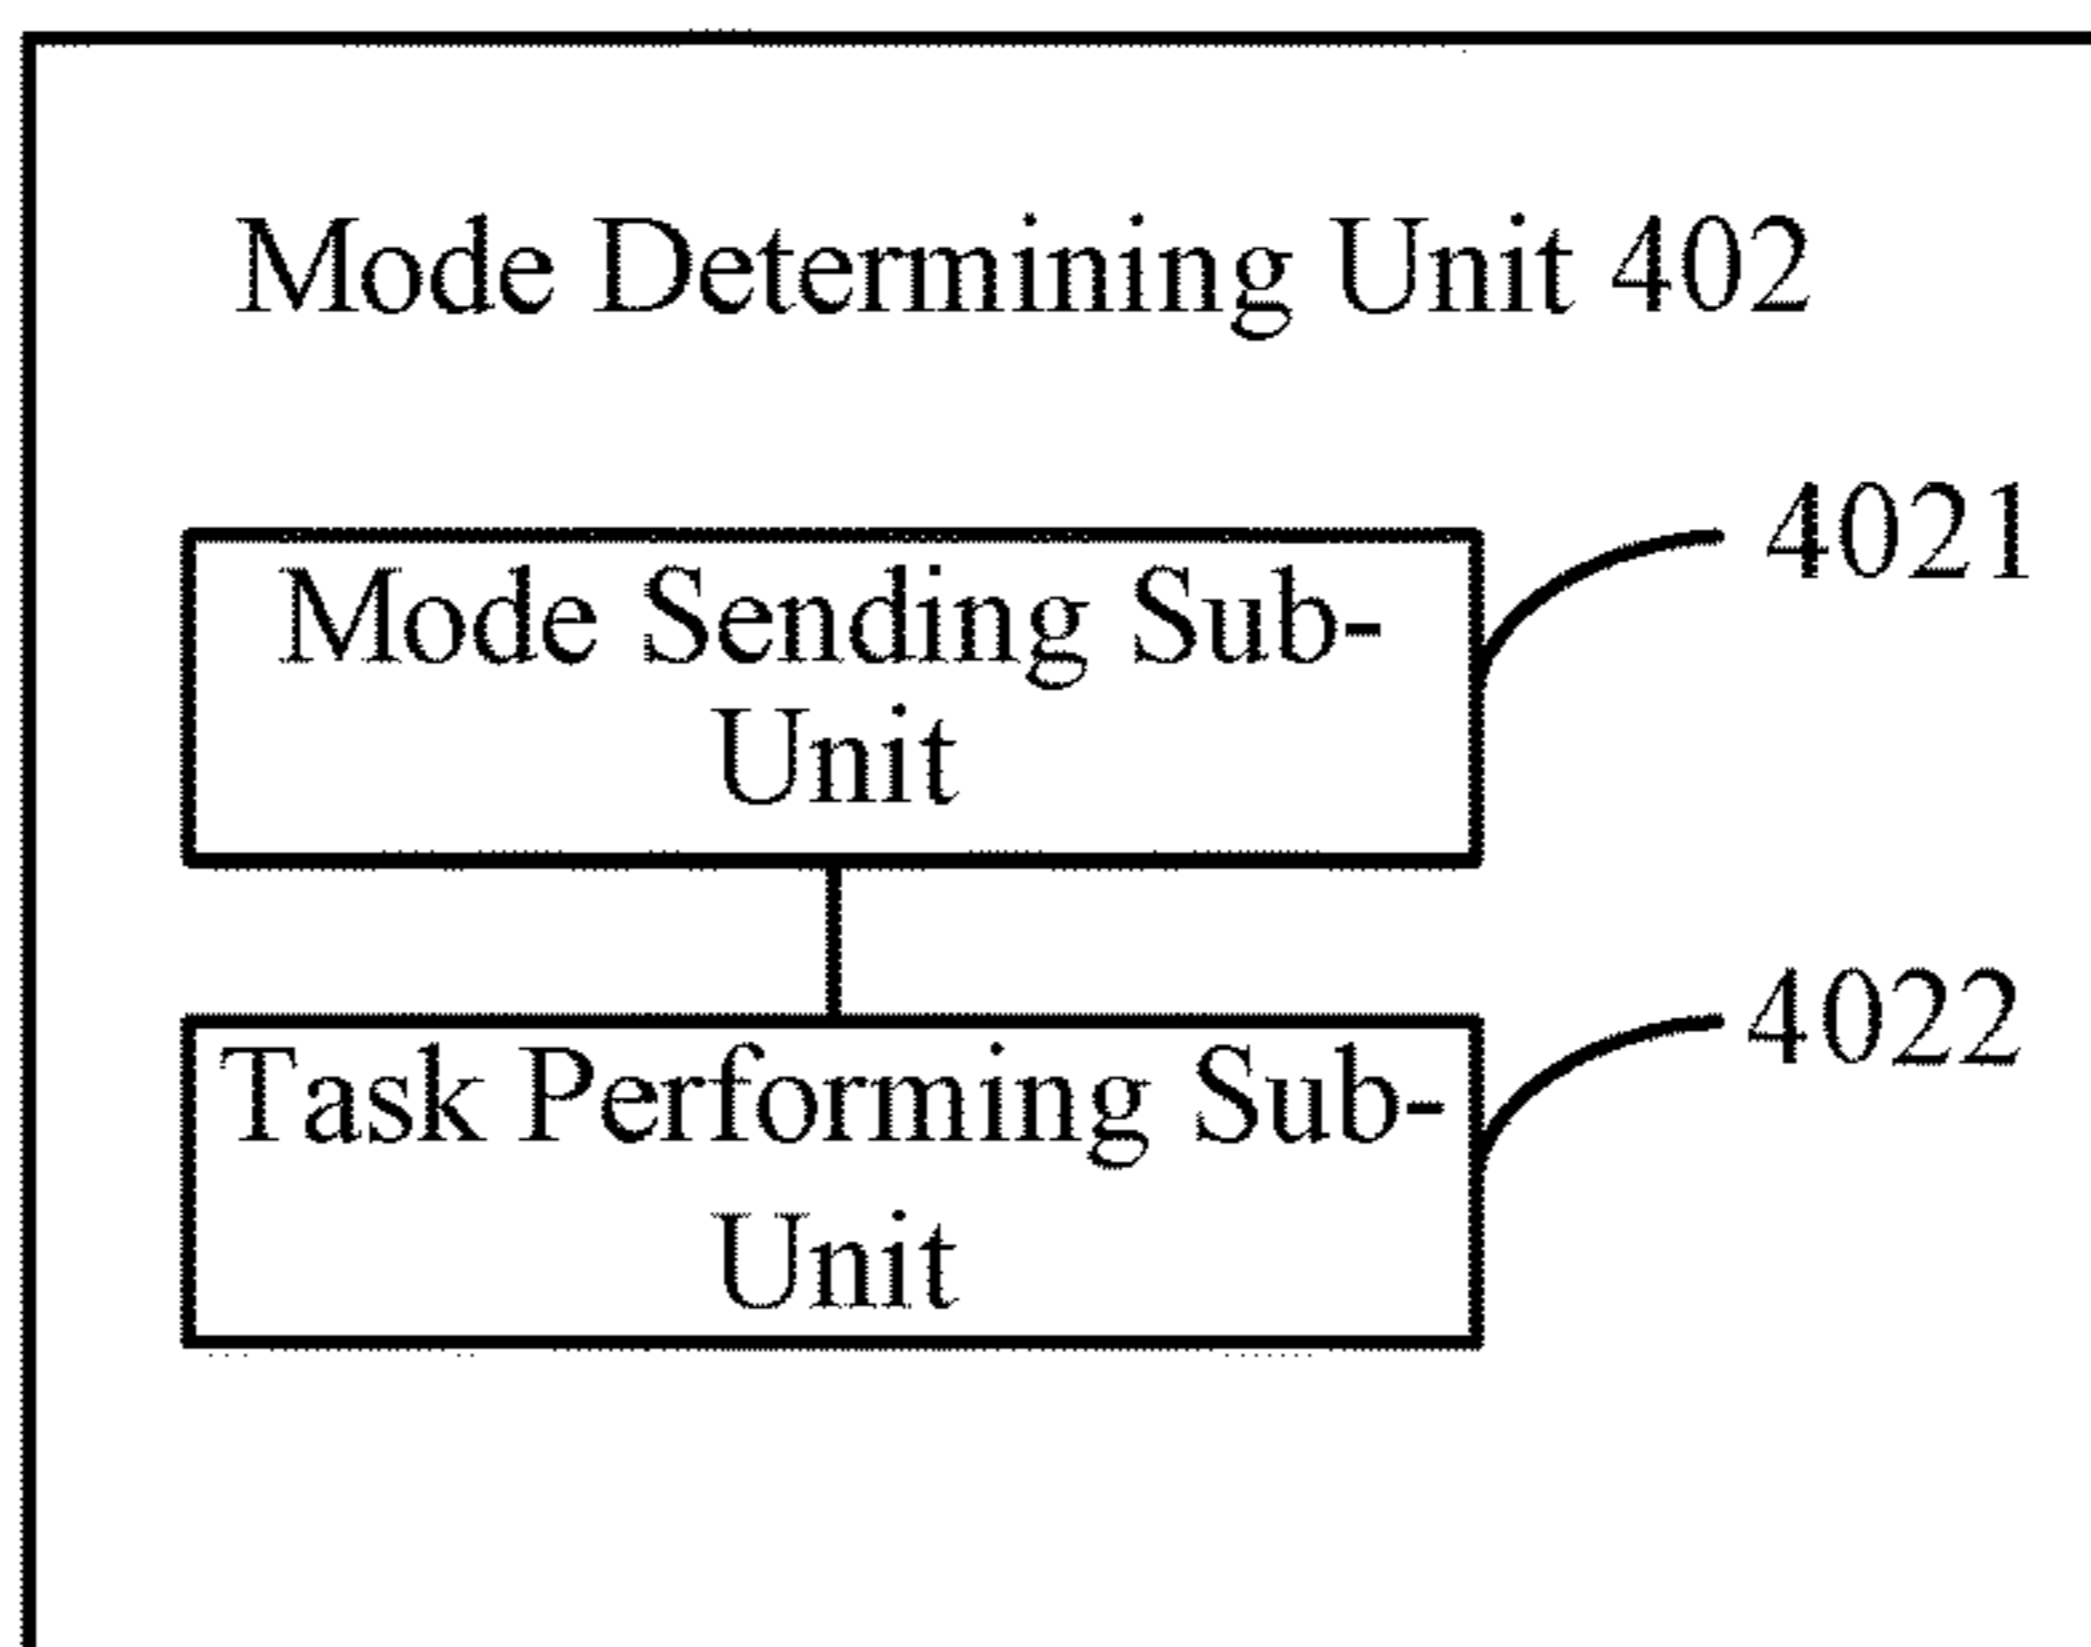 Mode Determining Unit 402
4021
Mode Sending Sub-
Unit
4022
Task Performing Sub-
Unit